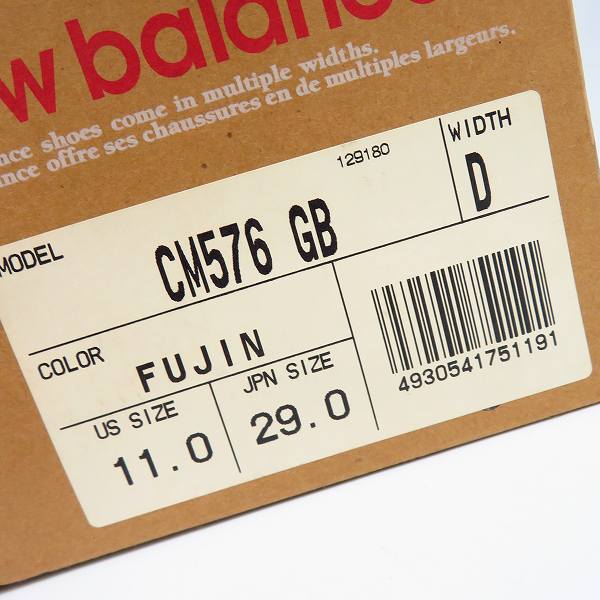 w balance
nce shoes come in multiple widths.
nce offre ses chaussures en de multiples largeurs.
129180
WIDTH
D
MODEL
CM576 GB
COLOR
FUJIN
US SIZE
11.0
JPN SIZE
29.0
4930541751191